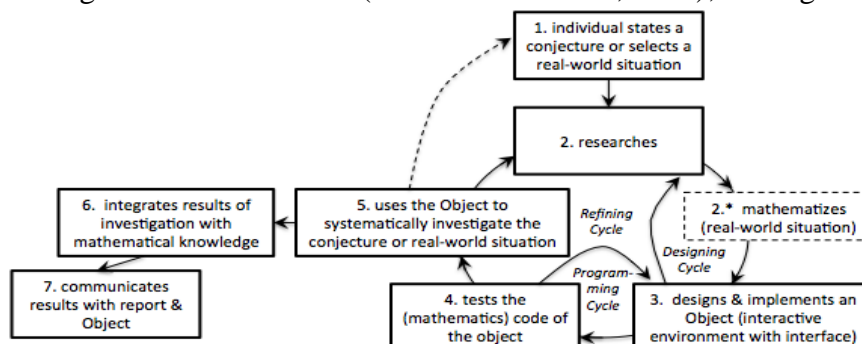 1. individual states a
conjecture or selects a
real-world situation
2. researches
2.* mathematizes
(real-world situation)
6. integrates results of
investigation with
mathematical knowledge
5. uses the Object to
systematically investigate the
conjecture or real-world situation
Refining
Cycle
Designing
Cycle
Programming
Cycle
7. communicates
results with report &
Object
4. tests the
(mathematics) code of
the object
3. designs & implements an
Object (interactive
environment with interface)